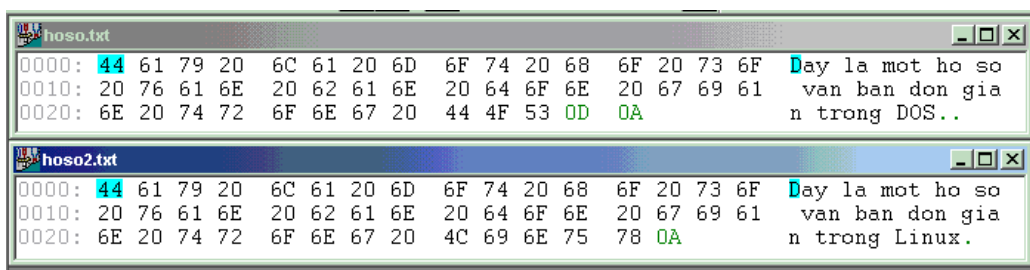 hoso.txt
0000: 44 61 79 20 6C 61 20 6D 6F 74 20 68 6F 20 73 6F Day la mot ho so
0010: 20 76 61 6E 20 62 61 6E 20 64 6F 6E 20 67 69 61 van ban don gia
0020: 6E 20 74 72 6F 6E 67 20 44 4F 53 0D 0A n trong DOS..
hoso2.txt
0000: 44 61 79 20 6C 61 20 6D 6F 74 20 68 6F 20 73 6F Day la mot ho so
0010: 20 76 61 6E 20 62 61 6E 20 64 6F 6E 20 67 69 61 van ban don gia
0020: 6E 20 74 72 6F 6E 67 20 4C 69 6E 75 78 0A n trong Linux.